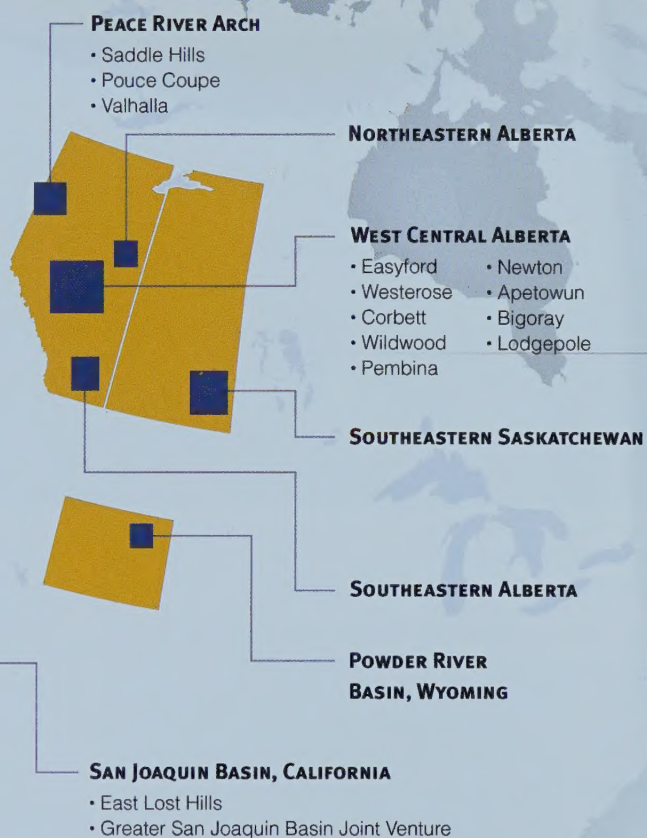 PEACE RIVER ARCH
• Saddle Hills
• Pouce Coupe
• Valhalla
NORTHEASTERN ALBERTA
WEST CENTRAL ALBERTA
• Easyford
• Westerose
• Corbett
• Wildwood
• Pembina
• Newton
• Apetowun
• Bigoray
• Lodgepole
SOUTHEASTERN SASKATCHEWAN
SOUTHEASTERN ALBERTA
POWDER RIVER
BASIN, WYOMING
SAN JOAQUIN BASIN, CALIFORNIA
• East Lost Hills
• Greater San Joaquin Basin Joint Venture